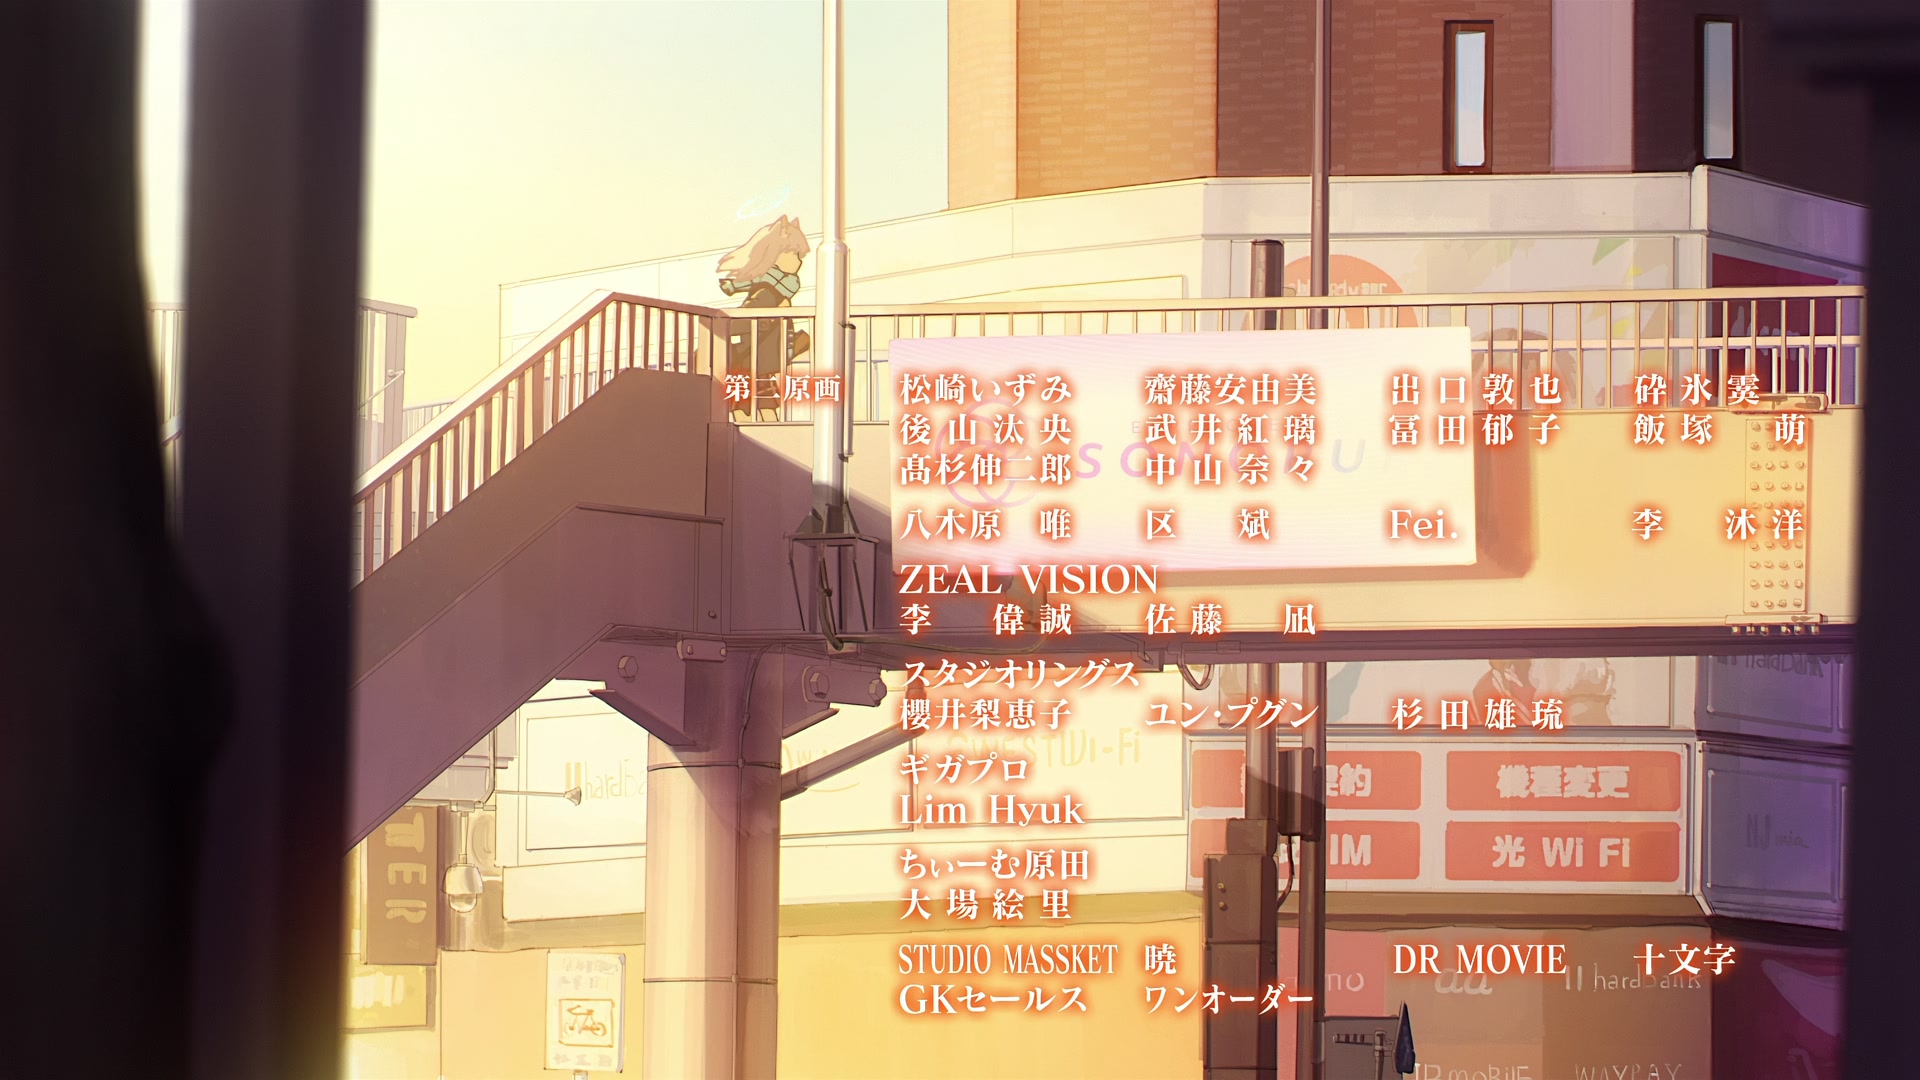 第二原画 松崎いずみ 齋藤安由美 出口敦也 砕氷霙
後山汰央 武井紅璃 冨田郁子 飯塚 萌
髙杉伸二郎 中山奈々
八木原 唯 区 斌 Fei. 李 沐洋
ZEAL VISION
李 偉誠 佐藤 凪
スタジオリングス
櫻井梨恵子 ユン・プグン 杉田雄琉
ギガプロ
Lim Hyuk
機種変更
IM 光 Wi Fi
ちぃーむ原田
大場絵里
STUDIO MASSKET 暁 DR MOVIE 十文字
GKセールス ワンオーダー
hardBank
TER